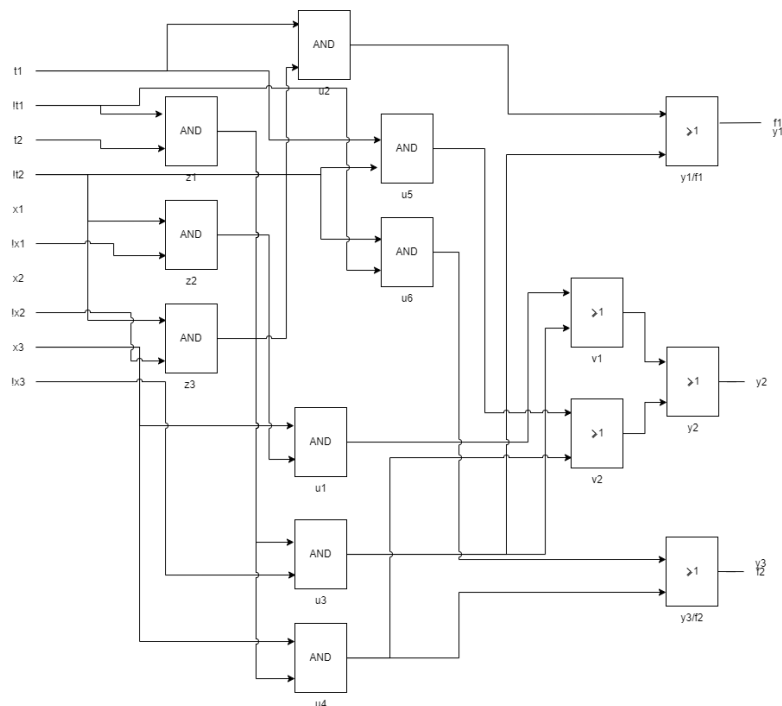 AND
t1
u2
!t1
AND
f1
y1
≥1
t2
AND
z1
!t2
u5
y1/f1
x1
AND
!x1
z2
AND
x2
u6
!x2
AND
≥1
x3
v1
z3
≥1
y2
!x3
y2
AND
≥1
u1
v2
AND
y3
f2
≥1
u3
y3/f2
AND
u4